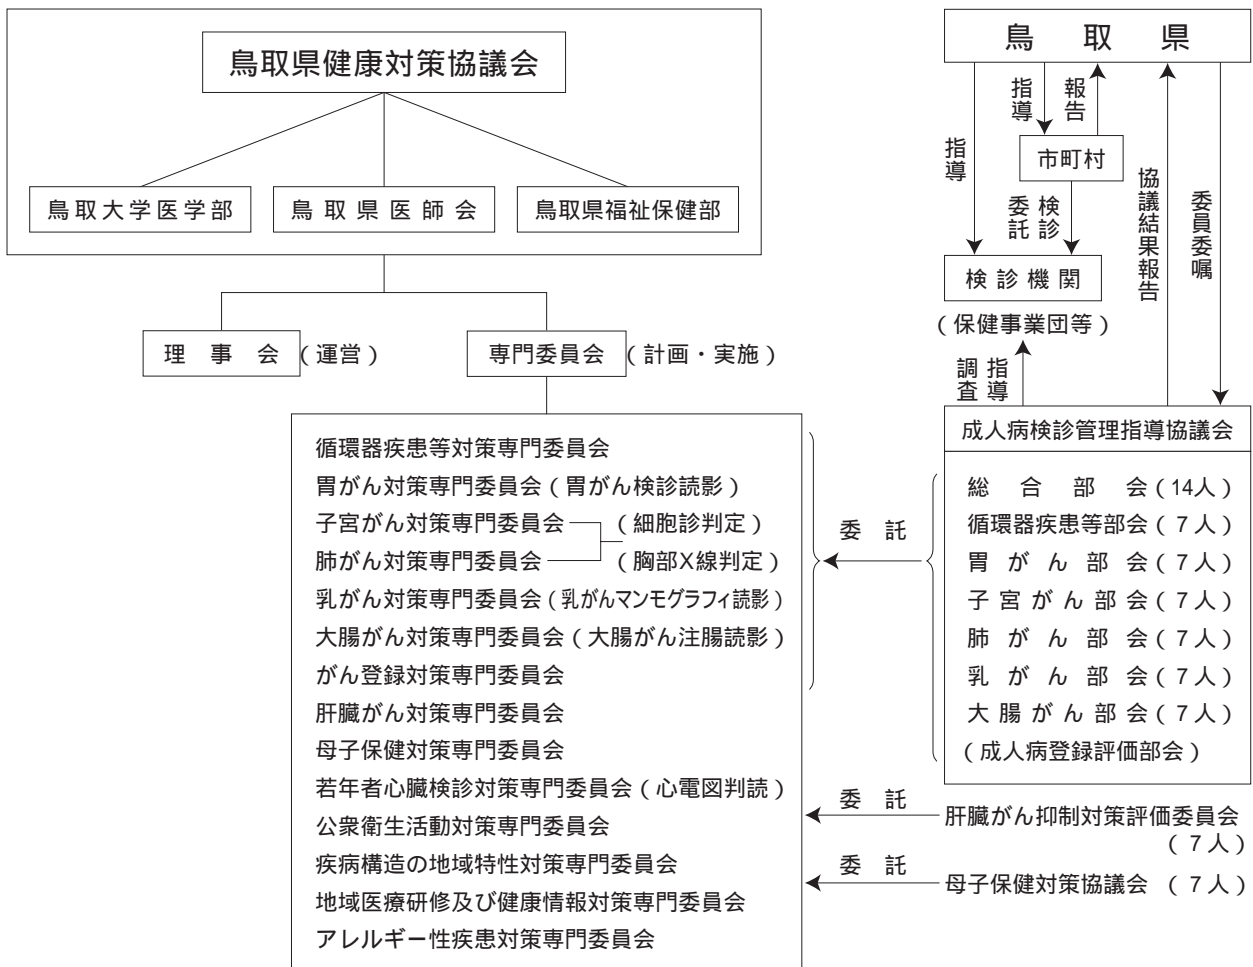 鳥取県健康対策協議会
鳥取大学医学部
鳥取県医師会
鳥取県福祉保健部
理事会(運営)
専門委員会(計画・実施)
循環器疾患等対策専門委員会
胃がん対策専門委員会(胃がん検診読影)
子宮がん対策専門委員会 (細胞診判定)
肺がん対策専門委員会 (胸部X線判定)
乳がん対策専門委員会(乳がんマンモグラフィ読影)
大腸がん対策専門委員会(大腸がん注腸読影)
がん登録対策専門委員会
肝臓がん対策専門委員会
母子保健対策専門委員会
若年者心臓検診対策専門委員会(心電図判読)
公衆衛生活動対策専門委員会
疾病構造の地域特性対策専門委員会
地域医療研修及び健康情報対策専門委員会
アレルギー性疾患対策専門委員会
委託
委託
委託
鳥取県
指導
指導
報告
市町村
検診
委託
協議結果報告
委員委嘱
検診機関
(保健事業団等)
指導
調査
成人病検診管理指導協議会
総合部会(14人)
循環器疾患等部会(7人)
胃がん部会(7人)
子宮がん部会(7人)
肺がん部会(7人)
乳がん部会(7人)
大腸がん部会(7人)
(成人病登録評価部会)
肝臓がん抑制対策評価委員会
(7人)
母子保健対策協議会 (7人)